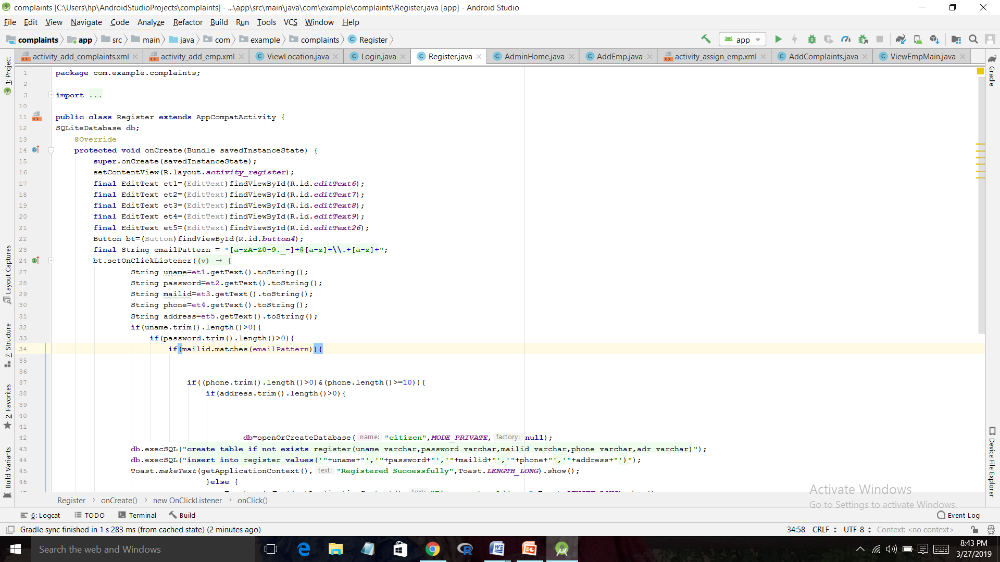 complaints [C:\Users\hp\AndroidStudioProjects\complaints] - ...\app\src\main\java\com\example\complaints\Register.java [app] - Android Studio
File Edit View Navigate Code Analyze Refactor Build Run Tools VCS Window Help
complaints app src main java com example complaints Register app
activity_add_complaints.xml activity_add_emp.xml ViewLocation.java Login.java Register.java AdminHome.java AddEmp.java activity_assign_emp.xml AddComplaints.java ViewEmpMain.java
1: Project
Layout Captures
7: Structure
2: Favorites
Build Variants
1 package com.example.complaints;
2
3 import ...
10
11 public class Register extends AppCompatActivity {
12 SQLiteDatabase db;
13 @Override
14 protected void onCreate(Bundle savedInstanceState) {
15 super.onCreate(savedInstanceState);
16 setContentView(R.layout.activity_register);
17 final EditText et1=(EditText)findViewById(R.id.editText6);
18 final EditText et2=(EditText)findViewById(R.id.editText7);
19 final EditText et3=(EditText)findViewById(R.id.editText8);
20 final EditText et4=(EditText)findViewById(R.id.editText9);
21 final EditText et5=(EditText)findViewById(R.id.editText26);
22 Button bt=(Button)findViewById(R.id.button4);
23 final String emailPattern = "[a-zA-Z0-9._-]+@[a-z]+\\.+[a-z]+";
24 bt.setOnClickListener((v) → {
27 String uname=et1.getText().toString();
28 String password=et2.getText().toString();
29 String mailid=et3.getText().toString();
30 String phone=et4.getText().toString();
31 String address=et5.getText().toString();
32 if(uname.trim().length()>0){
33 if(password.trim().length()>0){
34 if(mailid.matches(emailPattern)){
35
36
37 if((phone.trim().length()>0)&(phone.length()>=10)){
38 if(address.trim().length()>0){
39
40
41
42 db=openOrCreateDatabase( name: "citizen",MODE_PRIVATE, factory: null);
43 db.execSQL("create table if not exists register(uname varchar,password varchar,mailid varchar,phone varchar,adr varchar)");
44 db.execSQL("insert into register values('"+uname+"','"+password+"','"+mailid+"','"+phone+"','"+address+"')");
45 Toast.makeText(getApplicationContext(), text: "Registered Successfully",Toast.LENGTH_LONG).show();
46 }else {
Gradle
Device File Explorer
Activate Windows
Go to Settings to activate Windows.
Register onCreate() new OnClickListener onClick()
6: Logcat TODO Terminal Build Event Log
Gradle sync finished in 1 s 283 ms (from cached state) (2 minutes ago) 34:58 CRLF UTF-8 Context: <no context>
Search the web and Windows
8:43 PM
3/27/2019